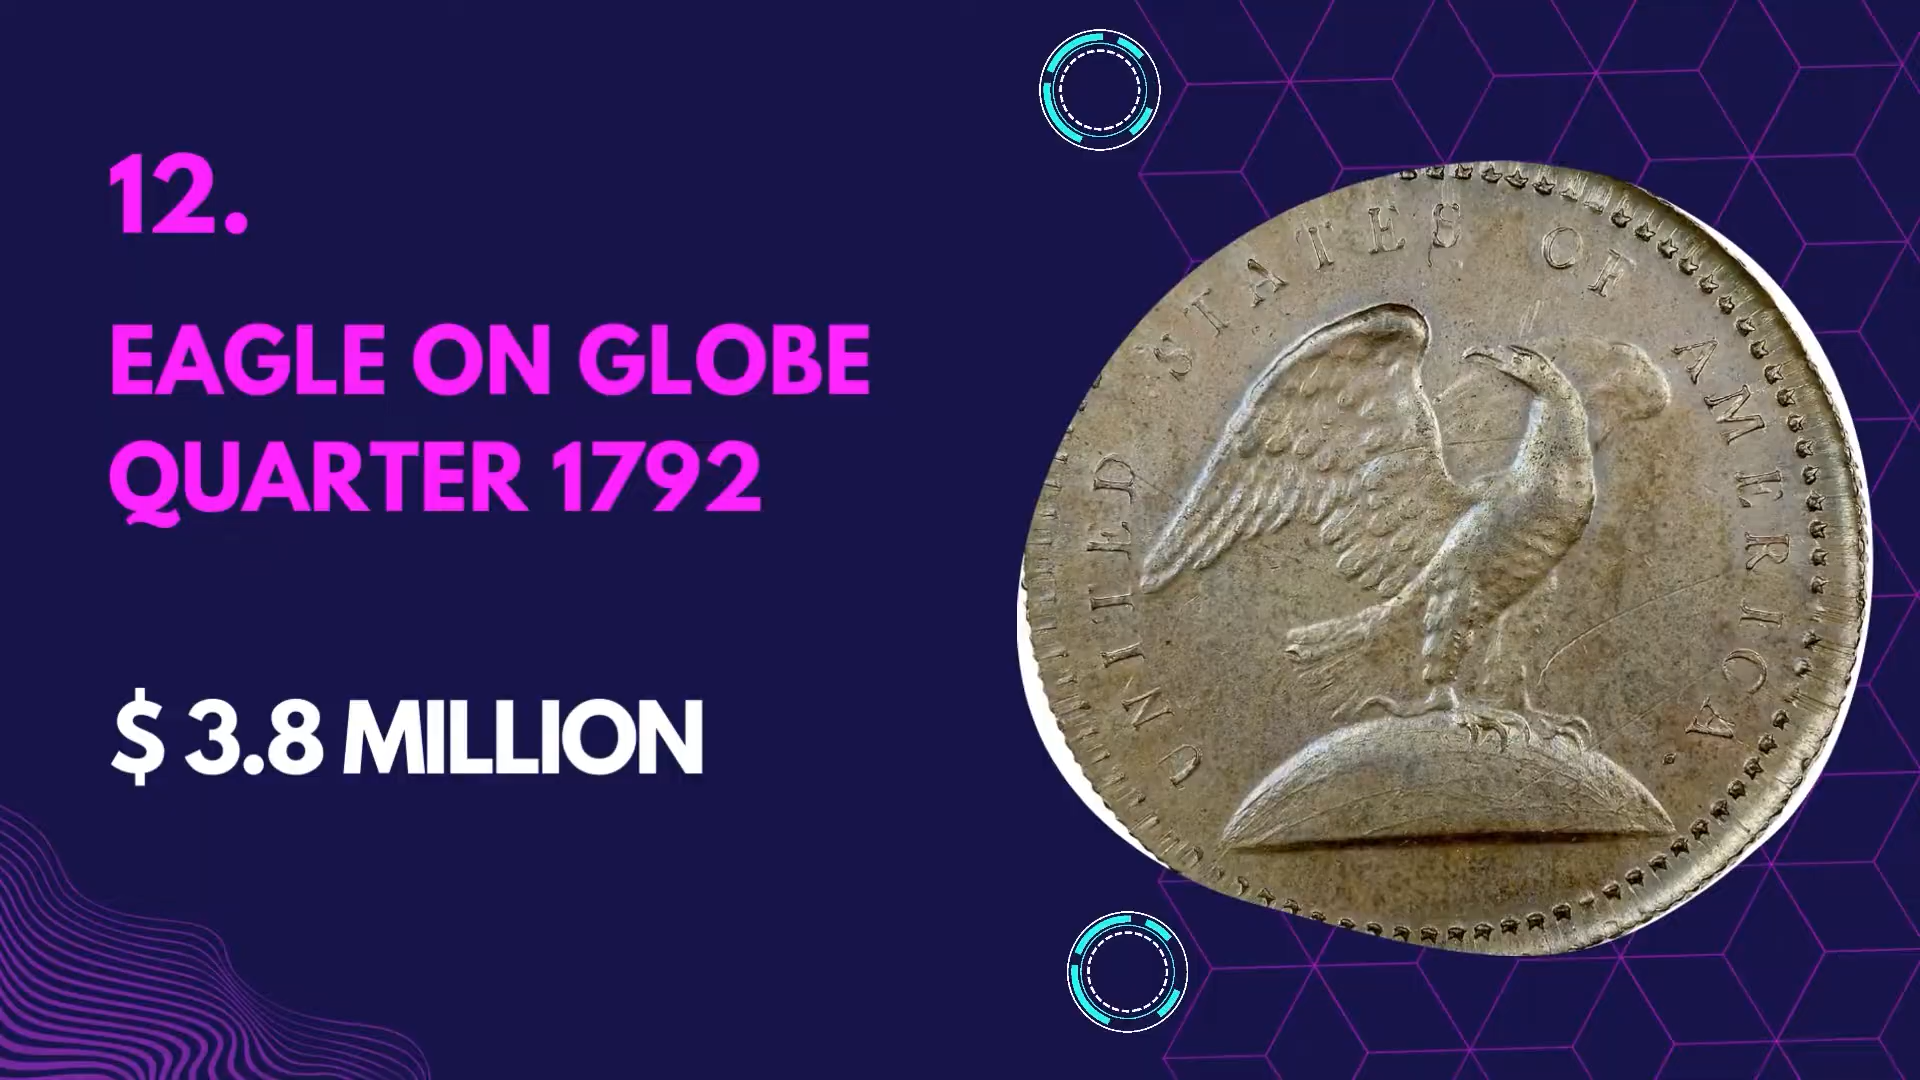 12.
EAGLE ON GLOBE
QUARTER 1792
$ 3.8 MILLION
UNITED STATES OF AMERICA.